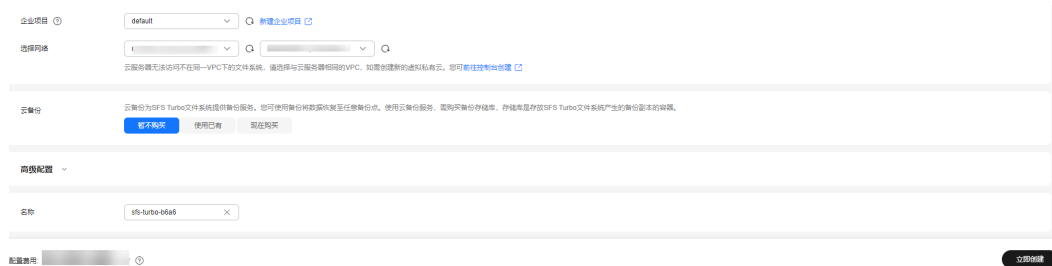 企业项目 default 新建企业项目
选择网络
云服务器无法访问不在同一VPC下的文件系统，请选择与云服务器相同的VPC，如需创建新的虚拟私有云，您可前往控制台创建
云备份 云备份为SFS Turbo文件系统提供备份服务。您可使用备份将数据恢复至任意备份点。使用云备份服务，需购买备份存储库，存储库是存放SFS Turbo文件系统产生的备份副本的容器。
暂不购买 使用已有 现在购买
高级配置
名称 sfs-turbo-b6a6
配置费用: 立即创建